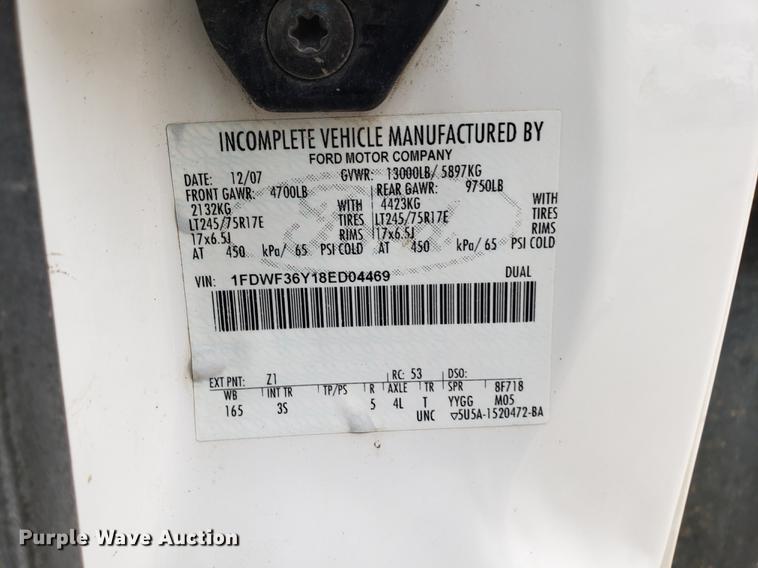 INCOMPLETE VEHICLE MANUFACTURED BY
FORD MOTOR COMPANY
DATE: 12/07 GVWR: 13000LB/ 5897KG
FRONT GAWR: 4700LB REAR GAWR: 9750LB
2132KG WITH 4423KG WITH
LT245/75R17E TIRES LT245/75R17E TIRES
17x6.5J RIMS 17x6.5J RIMS
AT 450 kPa/ 65 PSI COLD AT 450 kPa/ 65 PSI COLD
VIN: 1FDWF36Y18ED04469 DUAL
EXT PNT: Z1 RC: 53 DSO:
WB INT TR TP/PS R AXLE TR SPR 8F718
165 3S 5 4L T YYGG M05
UNC ▽5U5A-1520472-BA
Purple Wave Auction